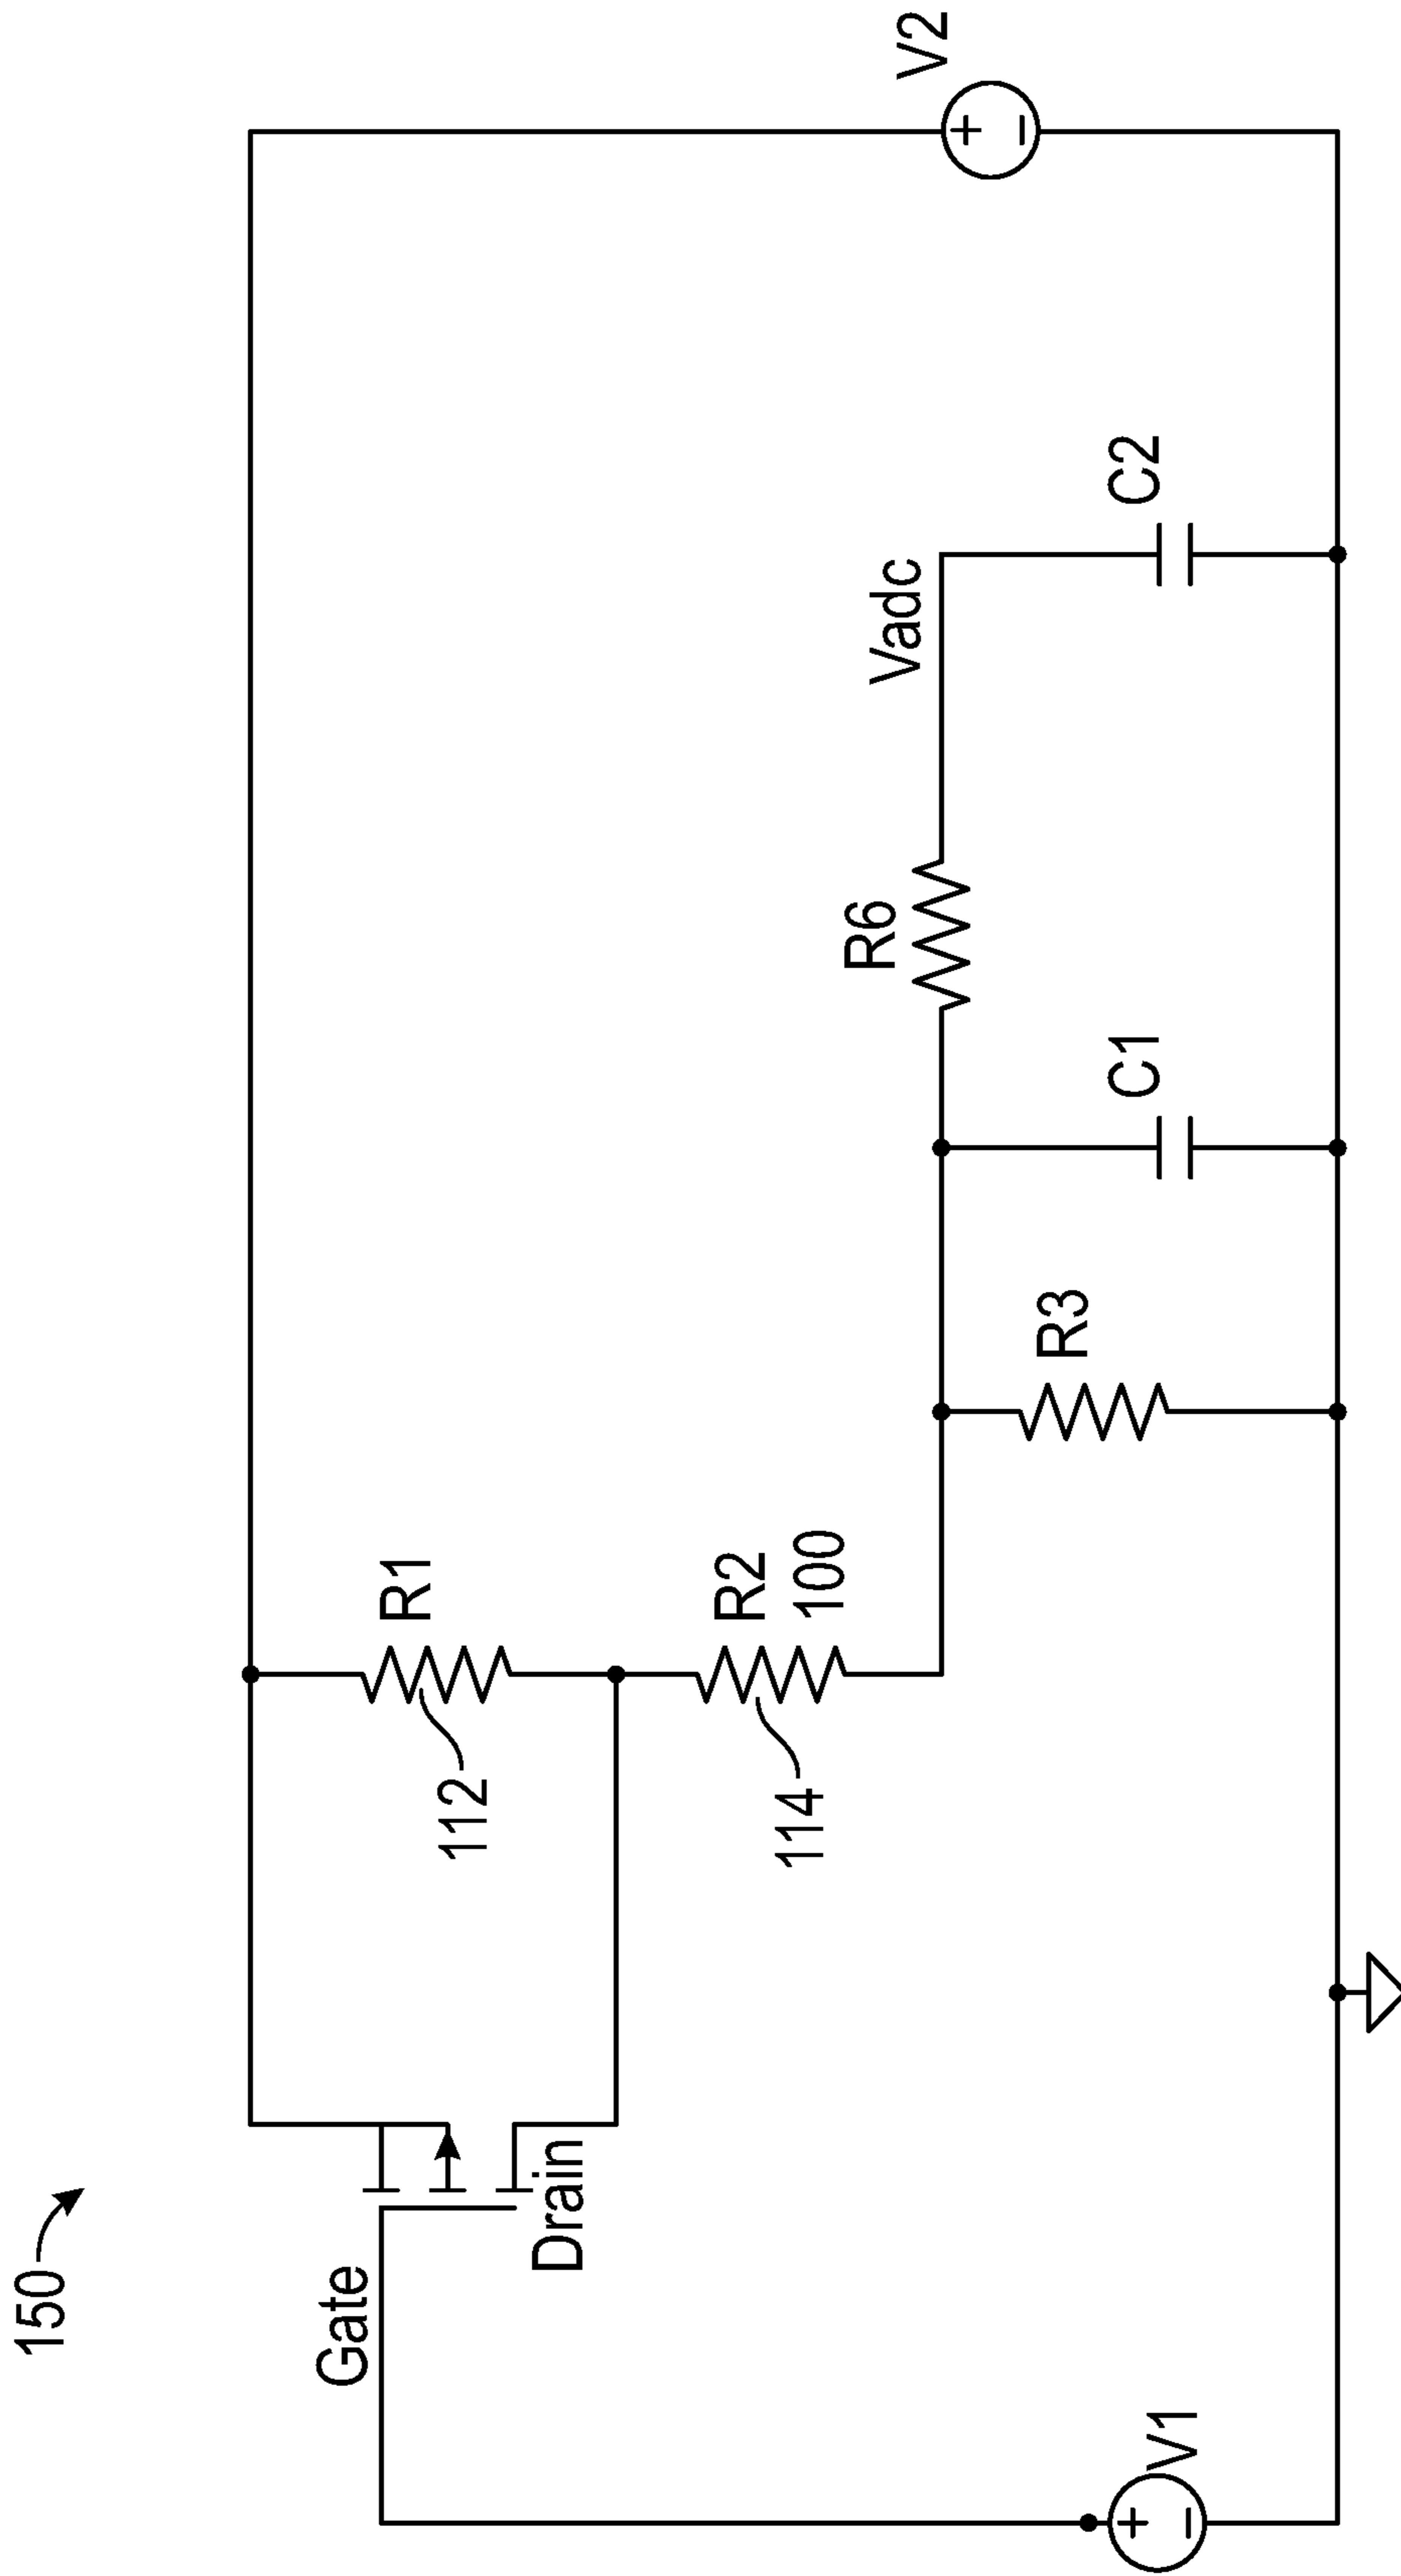 150
Gate
Drain
V1
112
R1
114
R2
100
R3
C1
R6
Vadc
C2
V2
+
−
+
−